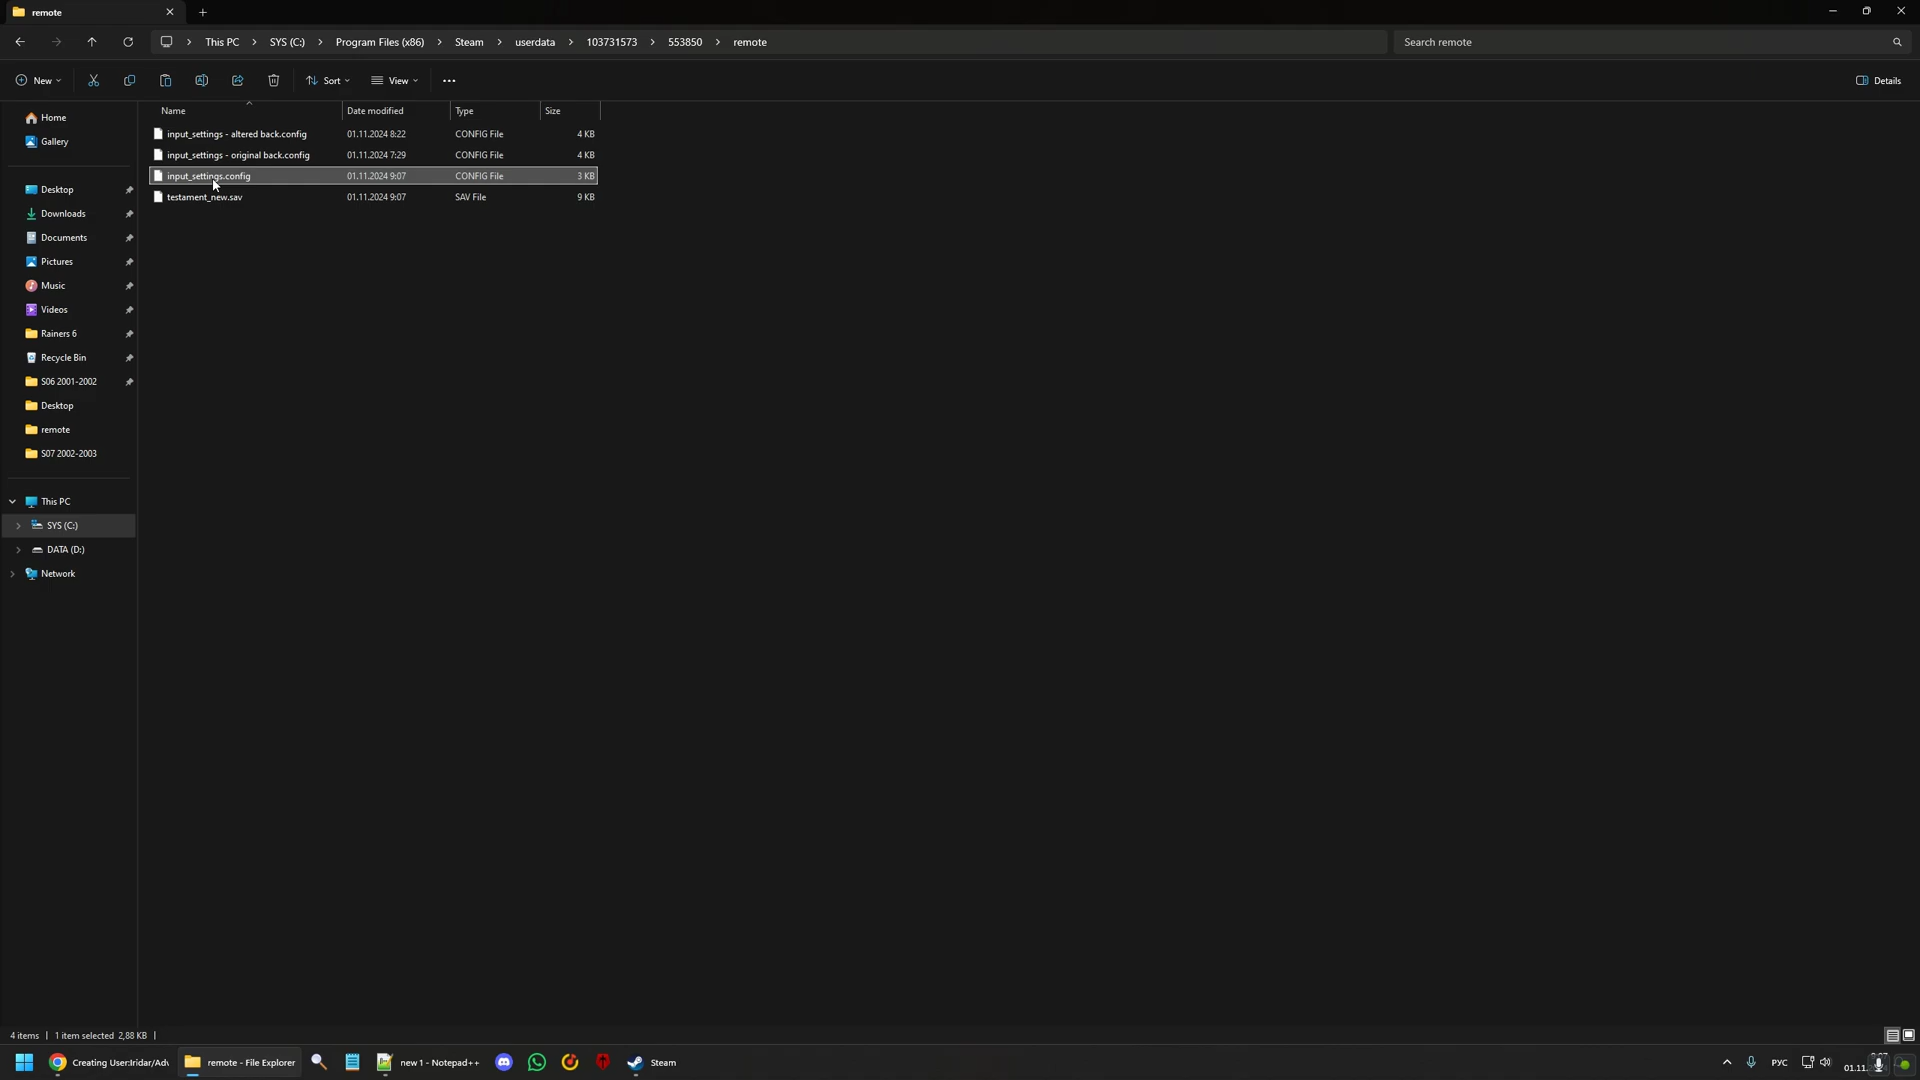 remote
This PC > SYS (C:) > Program Files (x86) > Steam > userdata > 103731573 > 553850 > remote
Search remote
New
Sort
View
Details
Name Date modified Type Size
input_settings - altered back.config 01.11.2024 8:22 CONFIG File 4 KB
input_settings - original back.config 01.11.2024 7:29 CONFIG File 4 KB
input_settings.config 01.11.2024 9:07 CONFIG File 3 KB
testament_new.sav 01.11.2024 9:07 SAV File 9 KB
Home
Gallery
Desktop
Downloads
Documents
Pictures
Music
Videos
Rainers 6
Recycle Bin
S06 2001-2002
Desktop
remote
S07 2002-2003
This PC
SYS (C:)
DATA (D:)
Network
4 items 1 item selected 2,88 KB
Creating User:Iridar/Adv
remote - File Explorer
new 1 - Notepad++
Steam
РУС
01.11.